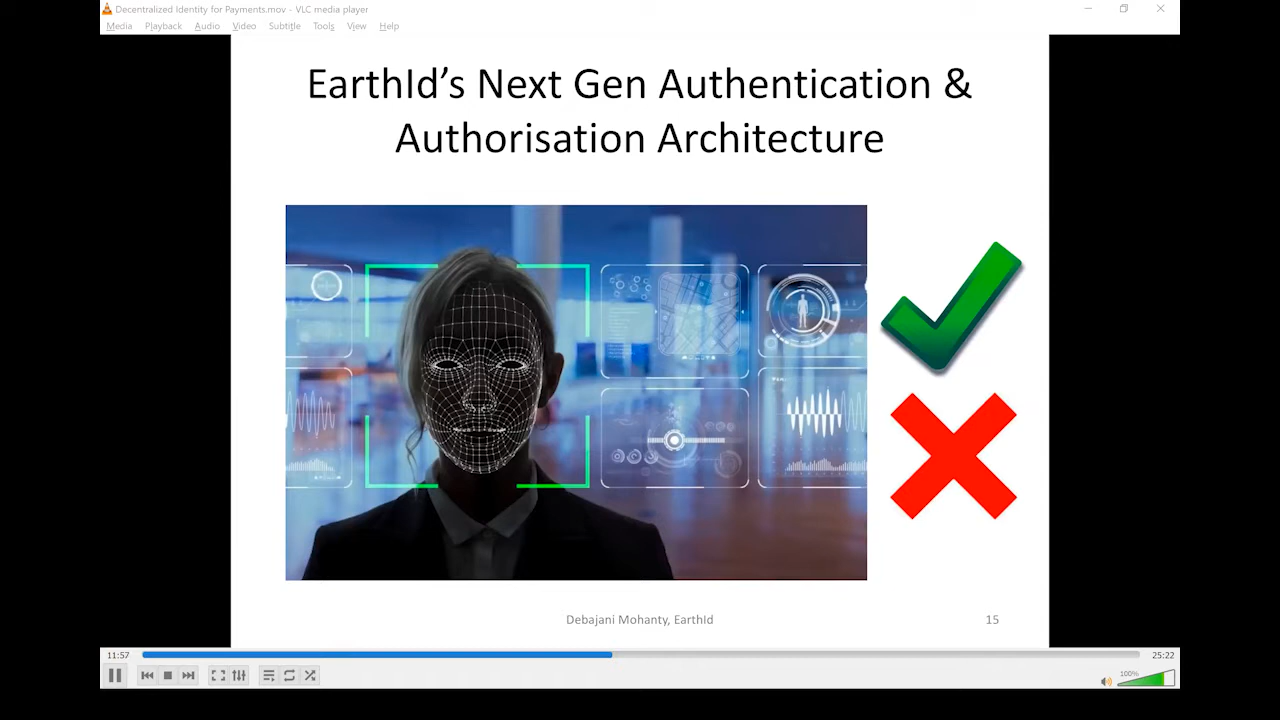 Decentralized Identity for Payments.mov - VLC media player
Media Playback Audio Video Subtitle Tools View Help
EarthId’s Next Gen Authentication &
Authorisation Architecture
Debajani Mohanty, EarthId
15
11:57
25:22
100%